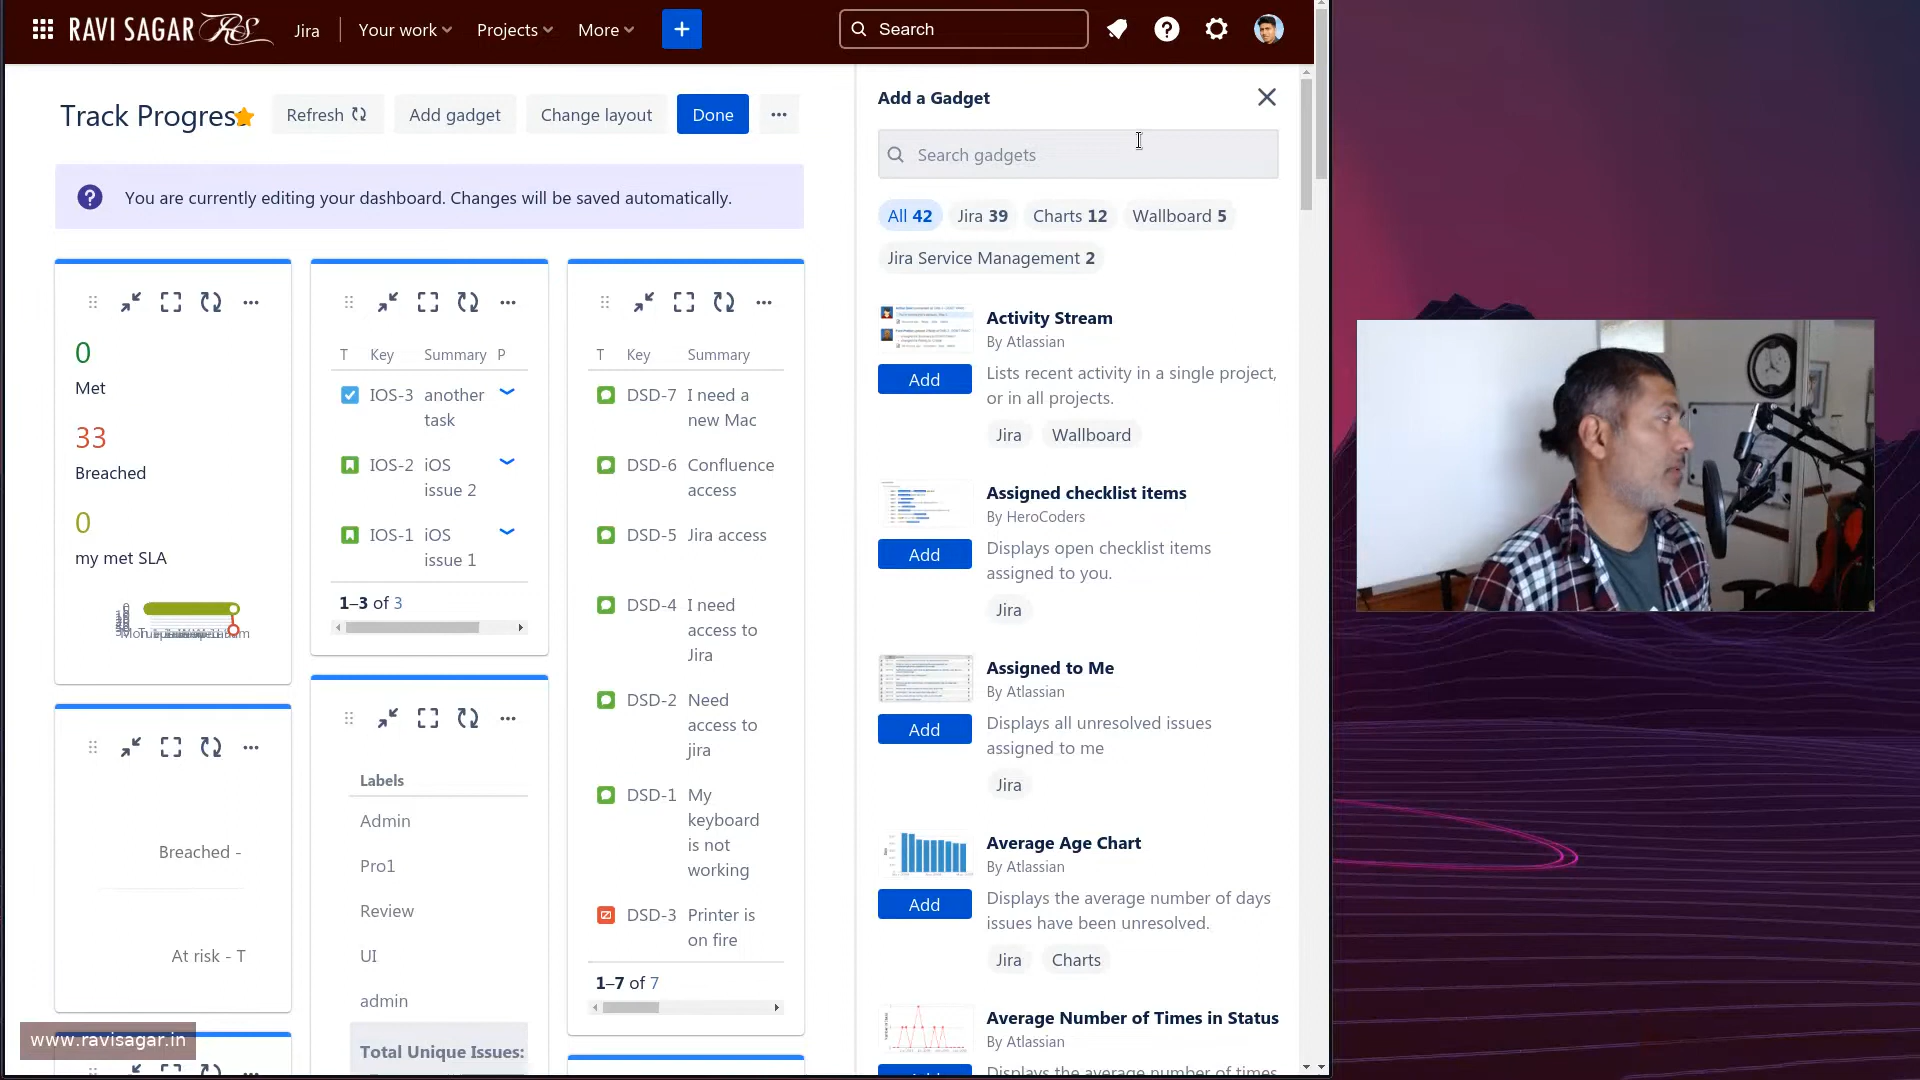 RAVI SAGAR RS Jira Your work Projects More + Search
Track Progress Refresh Add gadget Change layout Done
You are currently editing your dashboard. Changes will be saved automatically.
0
Met
33
Breached
0
my met SLA
Breached -
At risk - T
T Key Summary P
IOS-3 another
task
IOS-2 iOS
issue 2
IOS-1 iOS
issue 1
1–3 of 3
Labels
Admin
Pro1
Review
UI
admin
Total Unique Issues:
T Key Summary
DSD-7 I need a
new Mac
DSD-6 Confluence
access
DSD-5 Jira access
DSD-4 I need
access to
Jira
DSD-2 Need
access to
jira
DSD-1 My
keyboard
is not
working
DSD-3 Printer is
on fire
1–7 of 7
Add a Gadget
Search gadgets
All 42 Jira 39 Charts 12 Wallboard 5
Jira Service Management 2
Activity Stream
By Atlassian
Add
Lists recent activity in a single project,
or in all projects.
Jira Wallboard
Assigned checklist items
By HeroCoders
Add
Displays open checklist items
assigned to you.
Jira
Assigned to Me
By Atlassian
Add
Displays all unresolved issues
assigned to me
Jira
Average Age Chart
By Atlassian
Add
Displays the average number of days
issues have been unresolved.
Jira Charts
Average Number of Times in Status
By Atlassian
Displays the average number of times
www.ravisagar.in